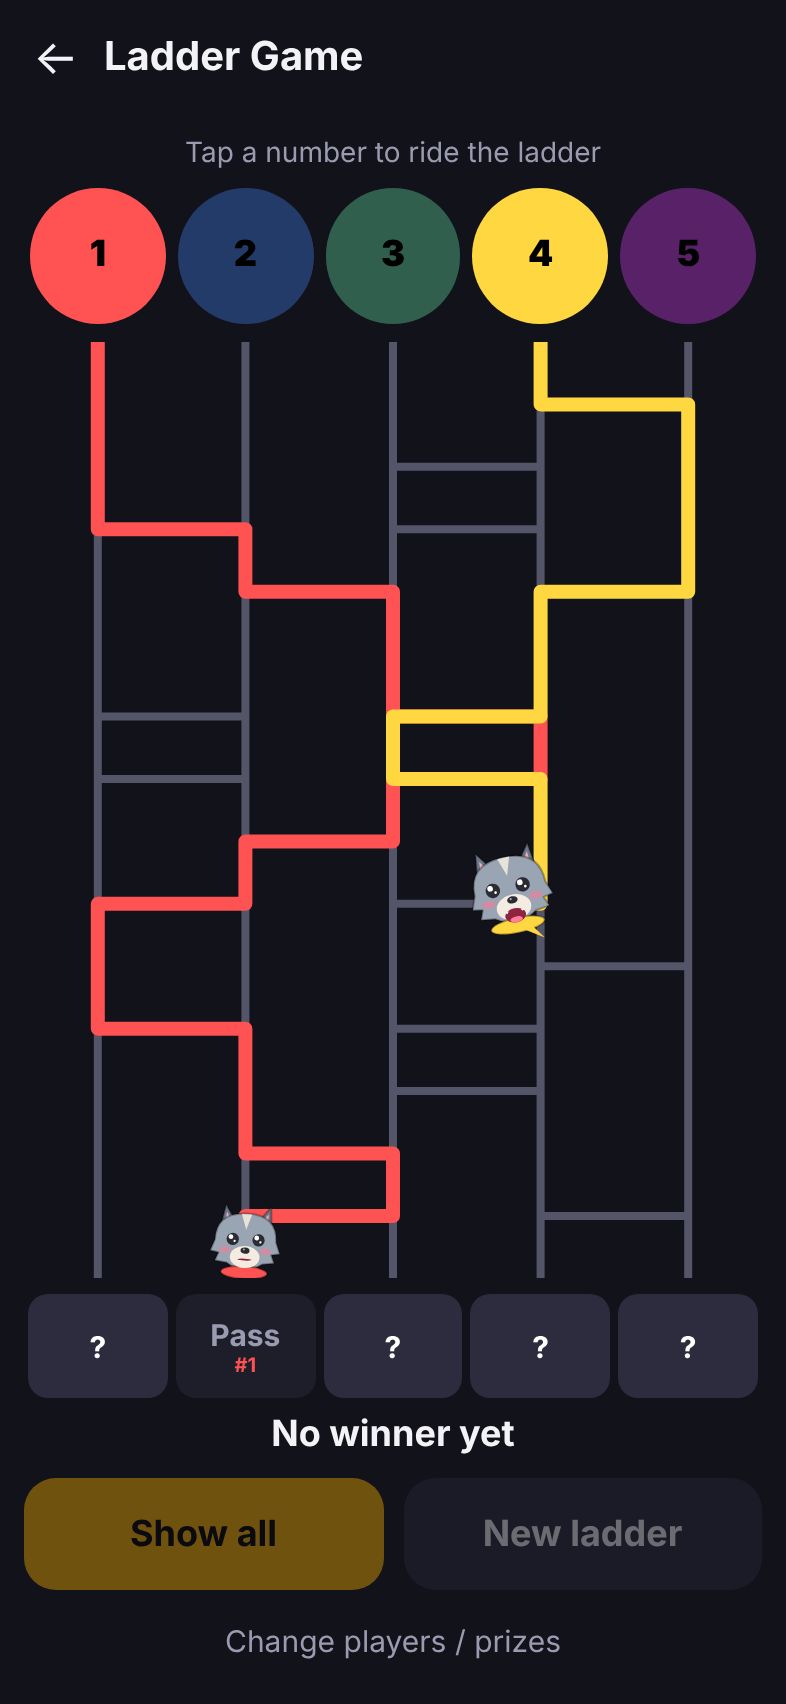 Ladder Game
Tap a number to ride the ladder
1 2 3 4 5
? Pass ? ? ?
#1
No winner yet
Show all New ladder
Change players / prizes